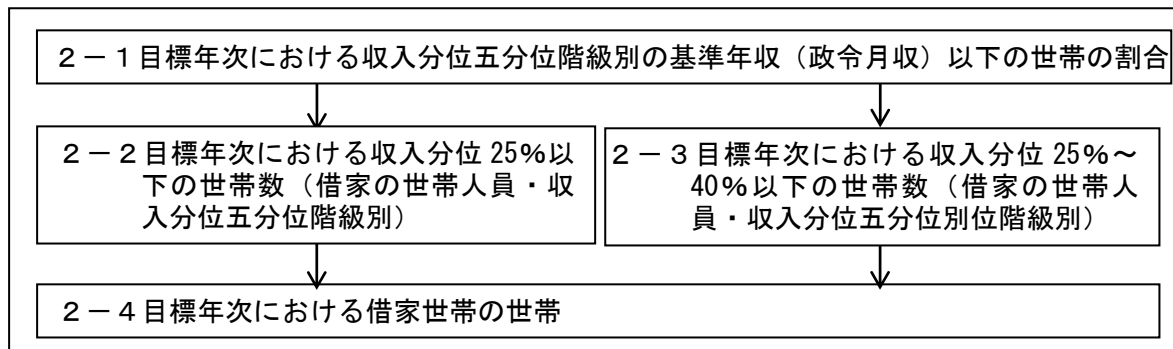 2－1目標年次における収入分位五分位階級別の基準年収（政令月収）以下の世帯の割合
2－2目標年次における収入分位25％以
下の世帯数（借家の世帯人員・収
入分位五分位階級別）
2－3目標年次における収入分位25％～
40％以下の世帯数（借家の世帯人
員・収入分位五分位別位階級別）
2－4目標年次における借家世帯の世帯